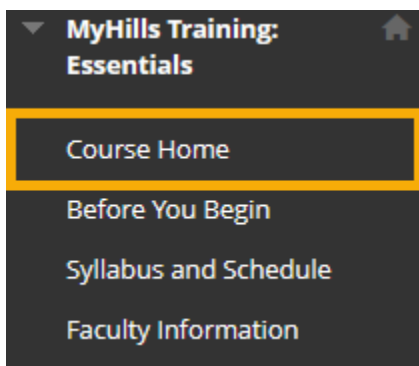 MyHills Training:
Essentials
Course Home
Before You Begin
Syllabus and Schedule
Faculty Information